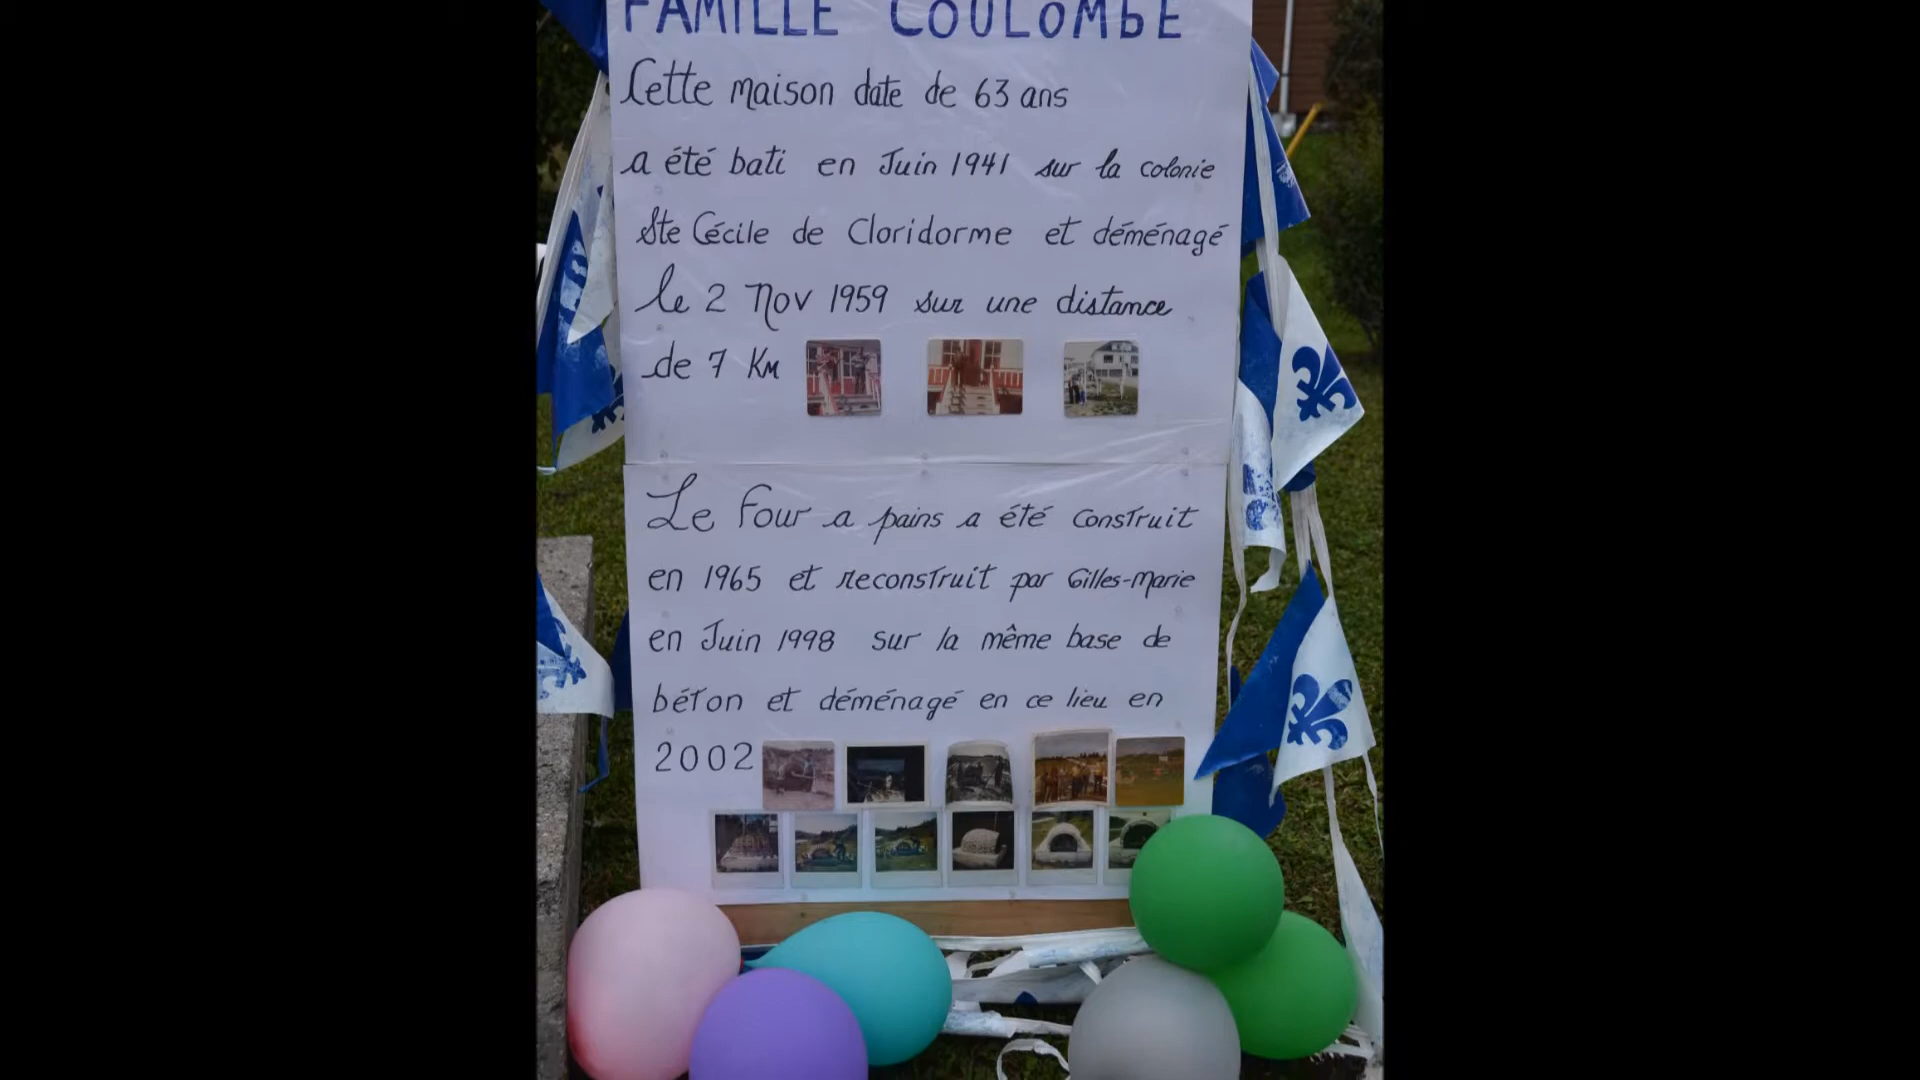 FAMILLE COULOMbE
Cette maison date de 63 ans
a été bati en Juin 1941 sur la colonie
Ste Cécile de Cloridorme et déménagé
le 2 Nov 1959 sur une distance
de 7 Km
Le Four a pains a été construit
en 1965 et reconstruit par Gilles-Marie
en Juin 1998 sur la même base de
béton et déménagé en ce lieu en
2002